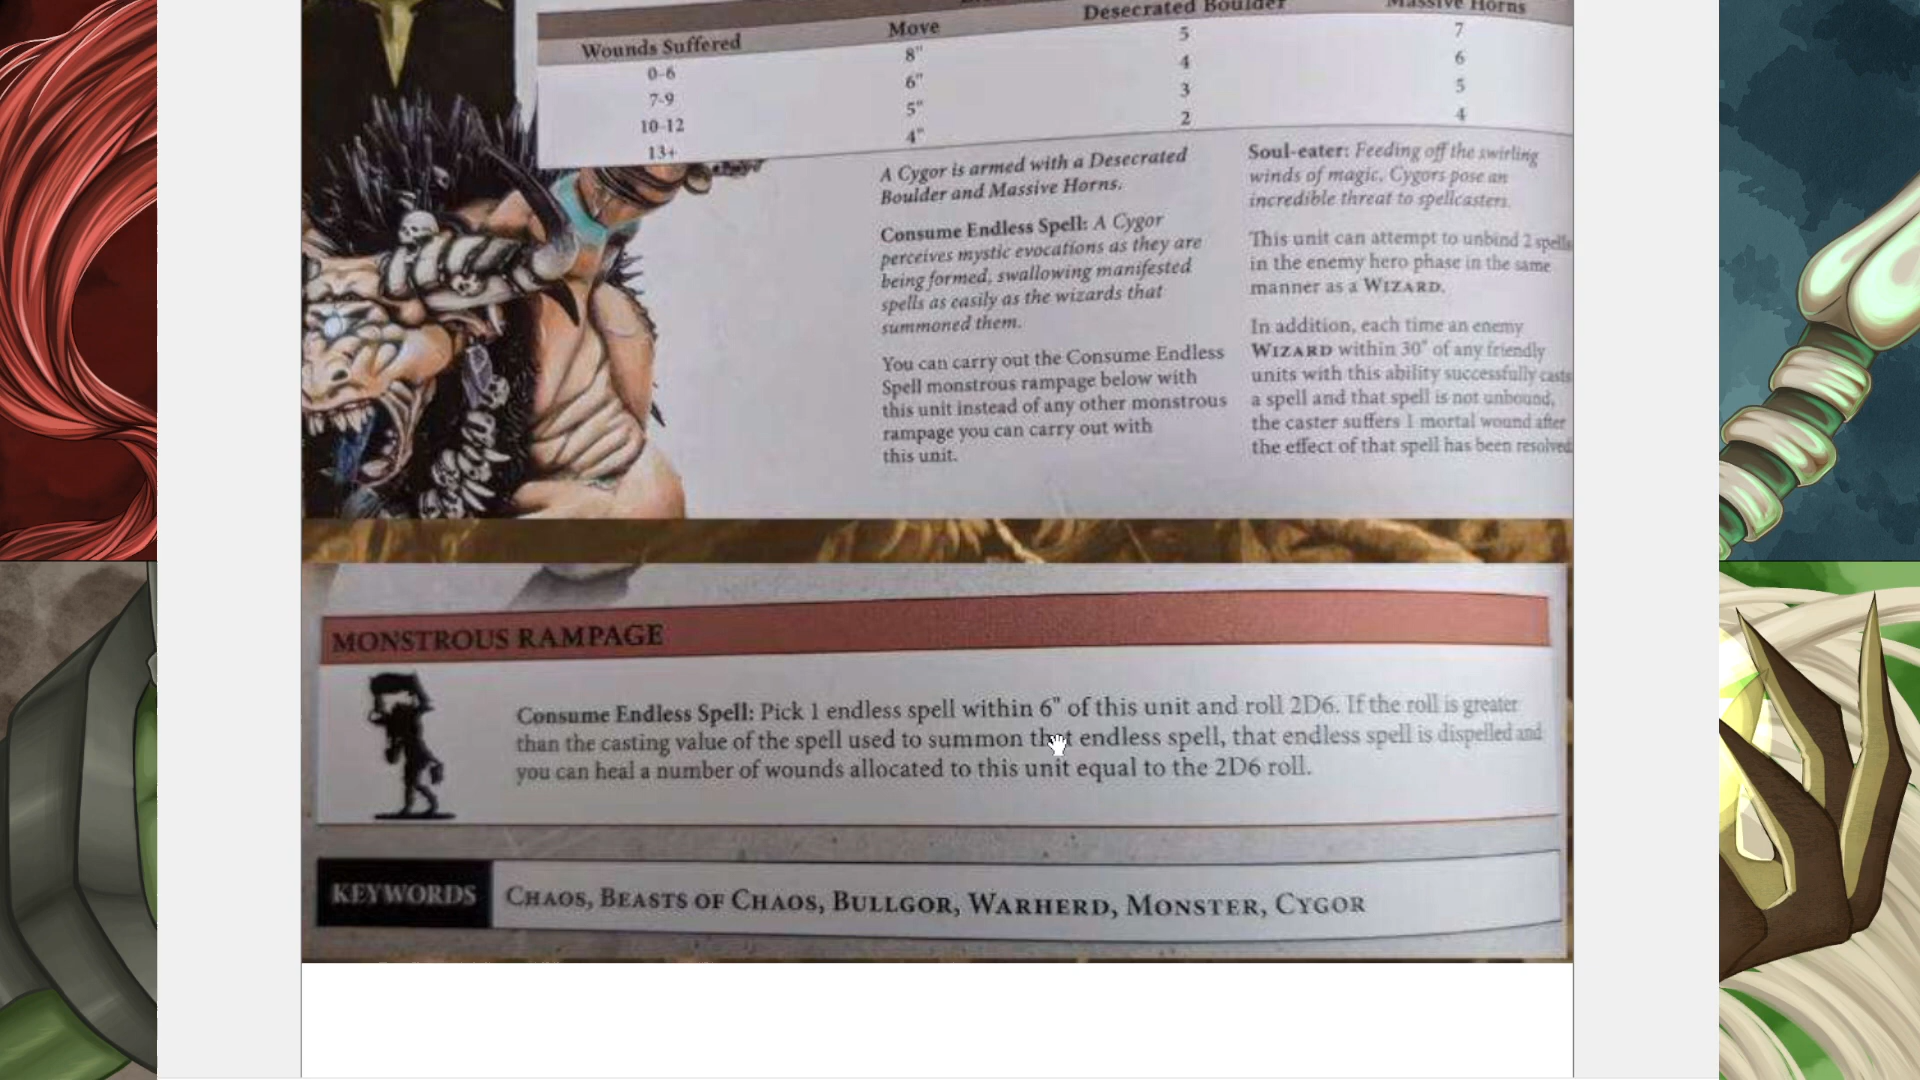 Desecrated Boulder Massive Horns
Wounds Suffered Move
0-6 8" 5 7
7-9 6" 4 6
10-12 5" 3 5
13+ 4" 2 4
A Cygor is armed with a Desecrated
Boulder and Massive Horns.
Consume Endless Spell: A Cygor
perceives mystic evocations as they are
being formed, swallowing manifested
spells as easily as the wizards that
summoned them.
You can carry out the Consume Endless
Spell monstrous rampage below with
this unit instead of any other monstrous
rampage you can carry out with
this unit.
Soul-eater: Feeding off the swirling
winds of magic, Cygors pose an
incredible threat to spellcasters.
This unit can attempt to unbind 2 spells
in the enemy hero phase in the same
manner as a WIZARD.
In addition, each time an enemy
WIZARD within 30" of any friendly
units with this ability successfully casts
a spell and that spell is not unbound,
the caster suffers 1 mortal wound after
the effect of that spell has been resolved
MONSTROUS RAMPAGE
Consume Endless Spell: Pick 1 endless spell within 6" of this unit and roll 2D6. If the roll is greater
than the casting value of the spell used to summon that endless spell, that endless spell is dispelled and
you can heal a number of wounds allocated to this unit equal to the 2D6 roll.
KEYWORDS CHAOS, BEASTS OF CHAOS, BULLGOR, WARHERD, MONSTER, CYGOR